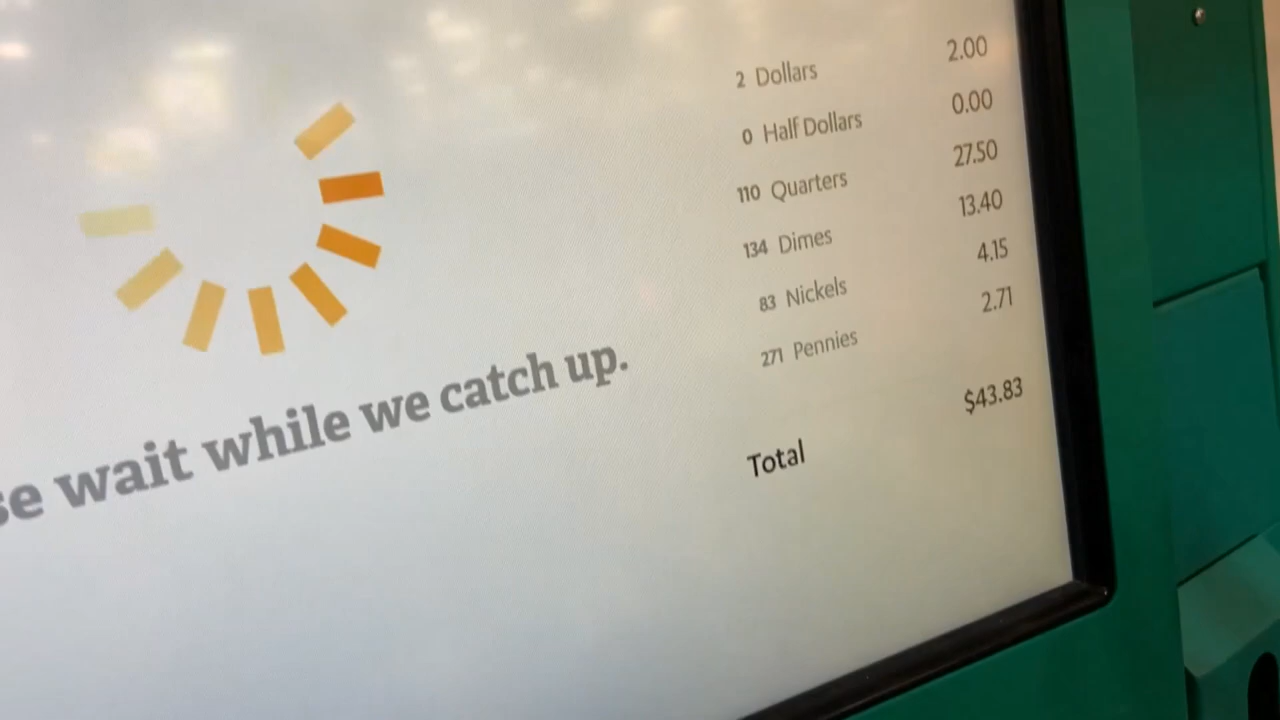 2 Dollars 2.00
0 Half Dollars 0.00
110 Quarters 27.50
134 Dimes 13.40
83 Nickels 4.15
271 Pennies 2.71
Total $43.83
se wait while we catch up.